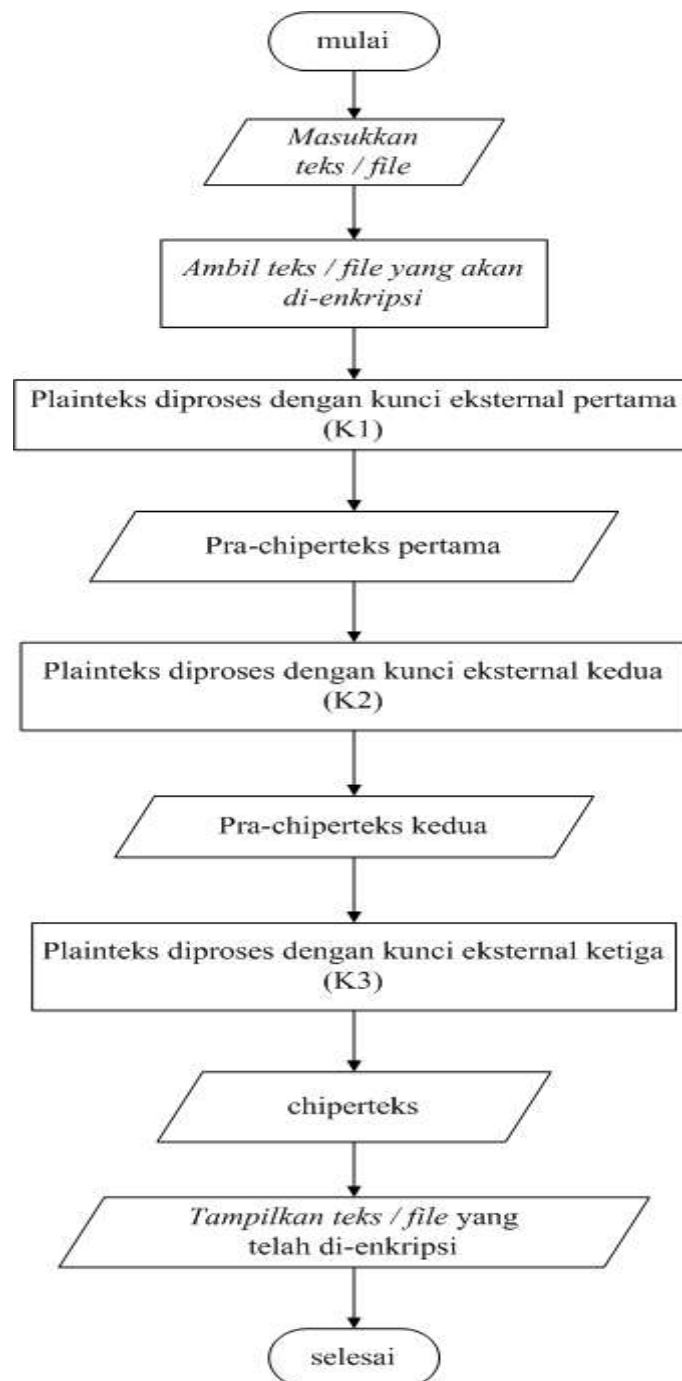 mulai
Masukkan
teks / file
Ambil teks / file yang akan
di-enkripsi
Plainteks diproses dengan kunci eksternal pertama
(K1)
Pra-chiperteks pertama
Plainteks diproses dengan kunci eksternal kedua
(K2)
Pra-chiperteks kedua
Plainteks diproses dengan kunci eksternal ketiga
(K3)
chiperteks
Tampilkan teks / file yang
telah di-enkripsi
selesai